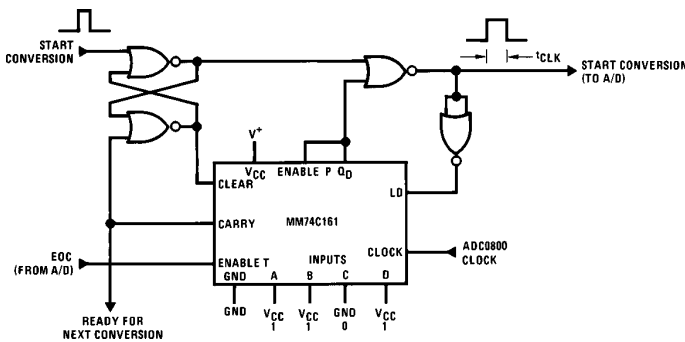 START
CONVERSION
tCLK
START CONVERSION
(TO A/D)
V+
VCC
ENABLE P QD
CLEAR
LD
CARRY
MM74C161
EOC
(FROM A/D)
ENABLE T
INPUTS
CLOCK
ADC0800
CLOCK
GND
A
B
C
D
GND
VCC
1
VCC
1
GND
0
VCC
1
READY FOR
NEXT CONVERSION